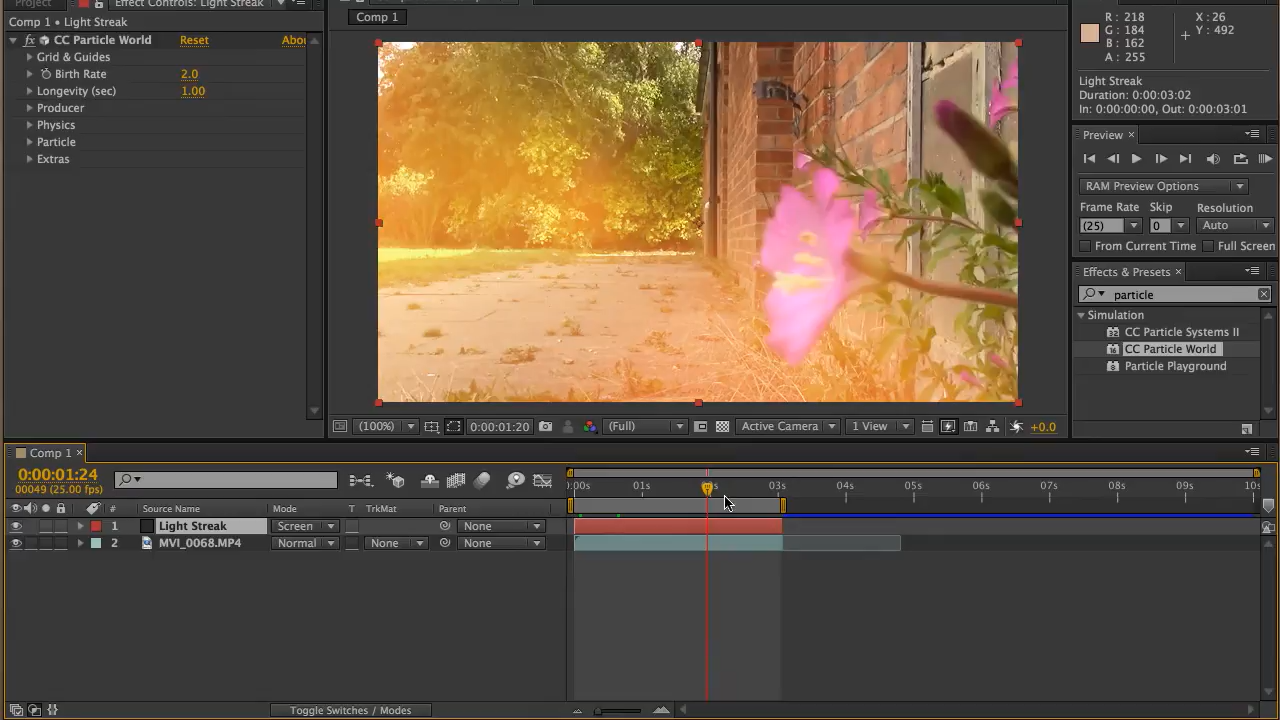 Project Effect Controls: Light Streak
Comp 1 • Light Streak
fx CC Particle World Reset Abou
Grid & Guides
Birth Rate 2.0
Longevity (sec) 1.00
Producer
Physics
Particle
Extras
Comp 1
(100%) 0:00:01:20 (Full) Active Camera 1 View +0.0
R : 218 X : 26
G : 184 Y : 492
B : 162
A : 255
Light Streak
Duration: 0:00:03:02
In: 0:00:00:00, Out: 0:00:03:01
Preview ×
RAM Preview Options
Frame Rate Skip Resolution
(25) 0 Auto
From Current Time Full Screen
Effects & Presets ×
particle
Simulation
CC Particle Systems II
CC Particle World
Particle Playground
Comp 1 ×
0:00:01:24
00049 (25.00 fps)
:00s 01s 03s 04s 05s 06s 07s 08s 09s 10s
# Source Name Mode T TrkMat Parent
1 Light Streak Screen None
2 MVI_0068.MP4 Normal None None
Toggle Switches / Modes